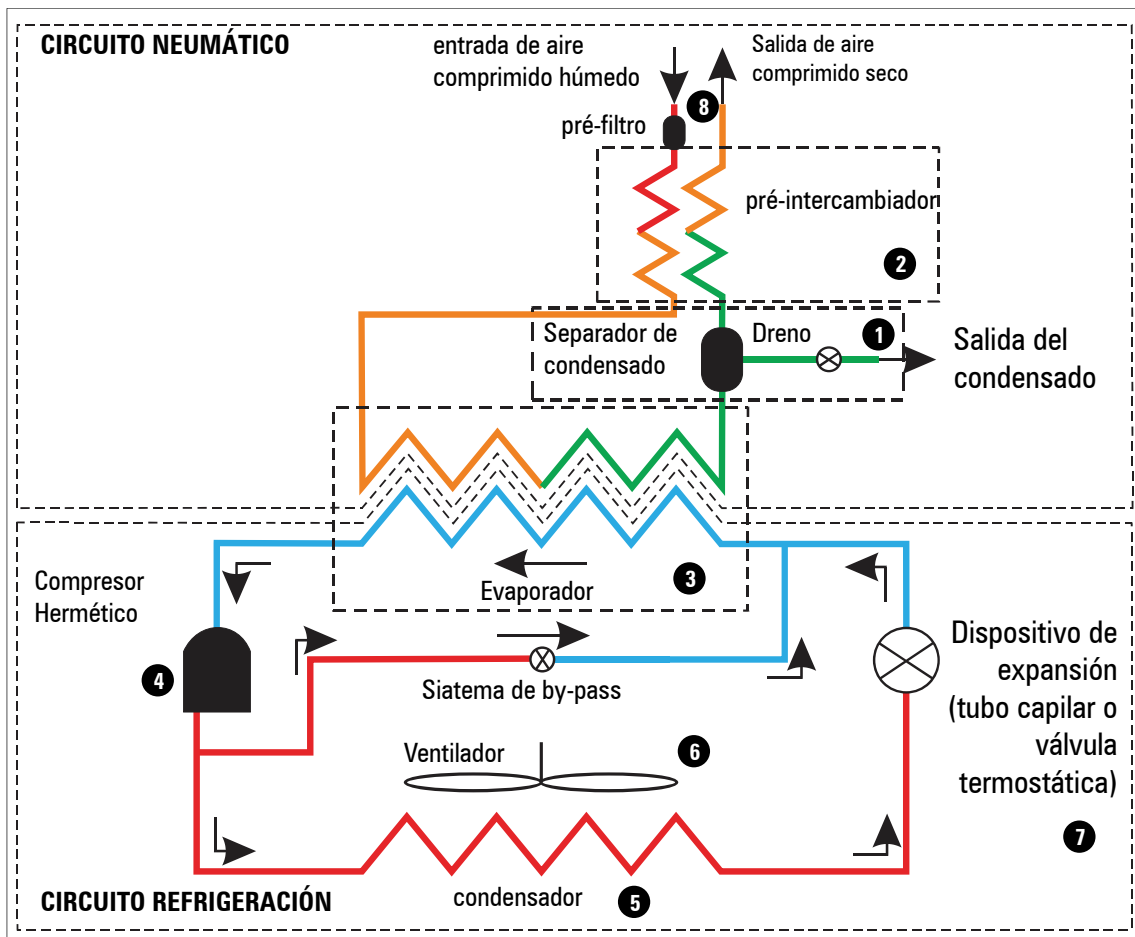 CIRCUITO NEUMÁTICO
entrada de aire
comprimido húmedo
Salida de aire
comprimido seco
8
pré-filtro
pré-intercambiador
2
Separador de
condensado
Dreno
1
Salida del
condensado
Compresor
Hermético
Evaporador
3
4
Siatema de by-pass
Dispositivo de
expansión
(tubo capilar o
válvula
termostática)
7
Ventilador
6
condensador
5
CIRCUITO REFRIGERACIÓN